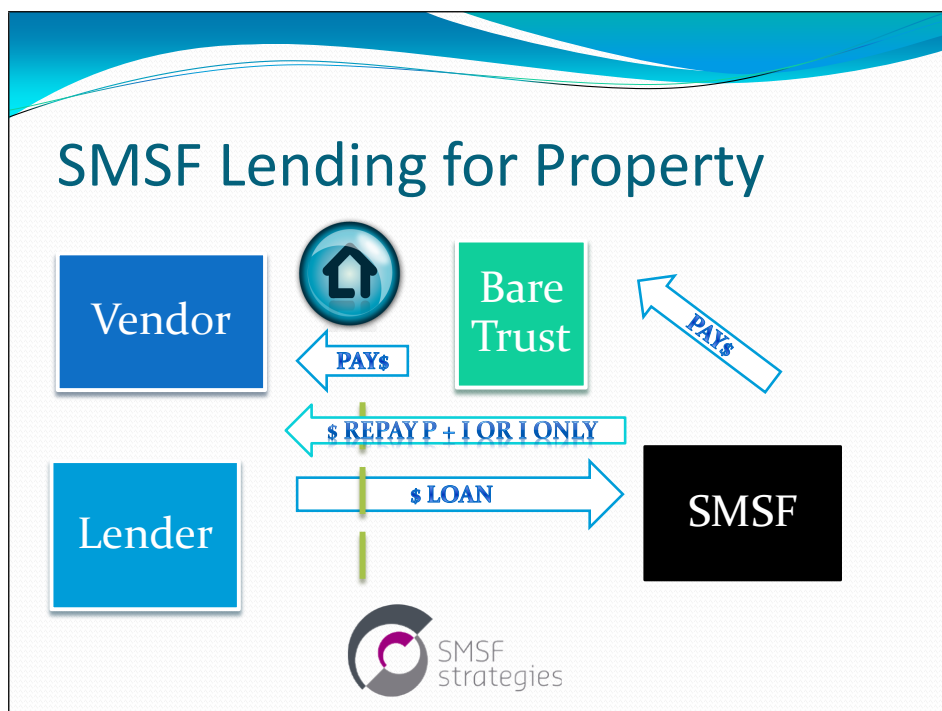 SMSF Lending for Property
Vendor
Bare
Trust
PAY$
PAY$
$ REPAY P + I OR I ONLY
$ LOAN
Lender
SMSF
SMSF
strategies